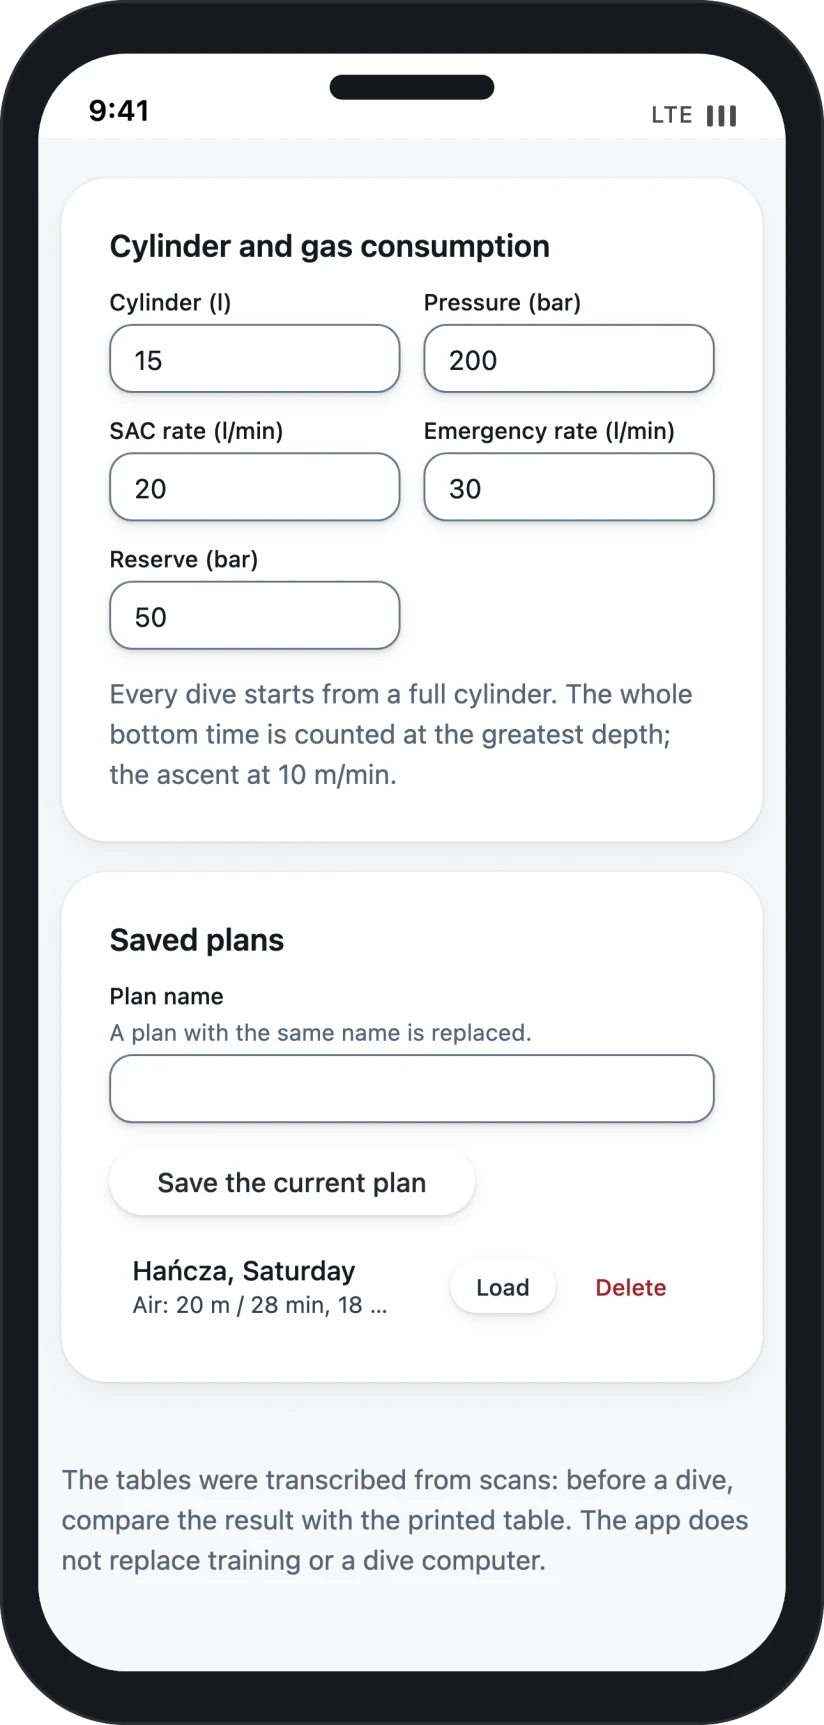 9:41
LTE
Cylinder and gas consumption
Cylinder (l)
Pressure (bar)
15
200
SAC rate (l/min)
Emergency rate (l/min)
20
30
Reserve (bar)
50
Every dive starts from a full cylinder. The whole
bottom time is counted at the greatest depth;
the ascent at 10 m/min.
Saved plans
Plan name
A plan with the same name is replaced.
Save the current plan
Hańcza, Saturday
Air: 20 m / 28 min, 18 ...
Load
Delete
The tables were transcribed from scans: before a dive,
compare the result with the printed table. The app does
not replace training or a dive computer.